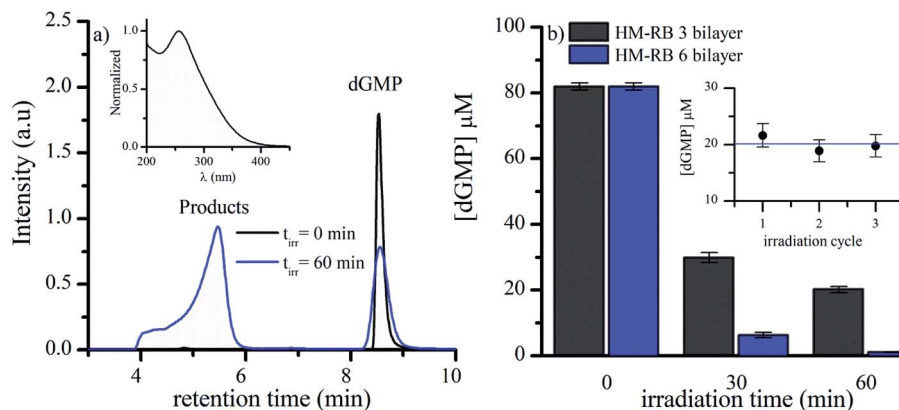 a)
Normalized
1.0
0.5
0.0
200
300
400
λ (nm)
Intensity (a.u)
2.5
2.0
1.5
1.0
0.5
0.0
dGMP
Products
tirr= 0 min
tirr= 60 min
4
6
8
10
retention time (min)
b)
HM-RB 3 bilayer
HM-RB 6 bilayer
[dGMP] μM
100
80
60
40
20
0
[dGMP] μM
30
20
10
1
2
3
irradiation cycle
0
30
60
irradiation time (min)